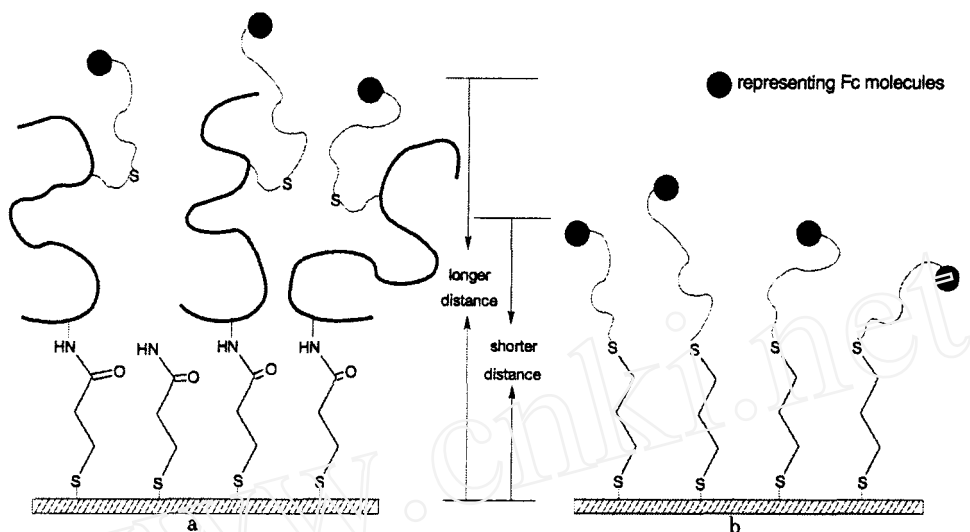 representing Fc molecules
S
S
S
longer
distance
shorter
distance
HN
HN
HN
HN
O
O
O
O
S
S
S
S
S
S
S
S
S
S
S
S
a
b
www.cnki.net